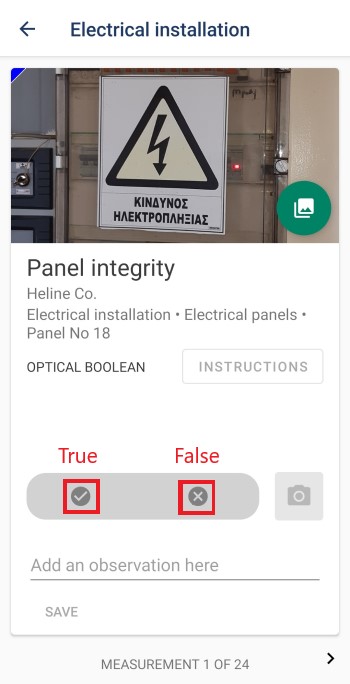 Electrical installation
ΚΙΝΔΥΝΟΣ
ΗΛΕΚΤΡΟΠΛΗΞΙΑΣ
Panel integrity
Heline Co.
Electrical installation • Electrical panels •
Panel No 18
OPTICAL BOOLEAN
INSTRUCTIONS
True
False
Add an observation here
SAVE
MEASUREMENT 1 OF 24